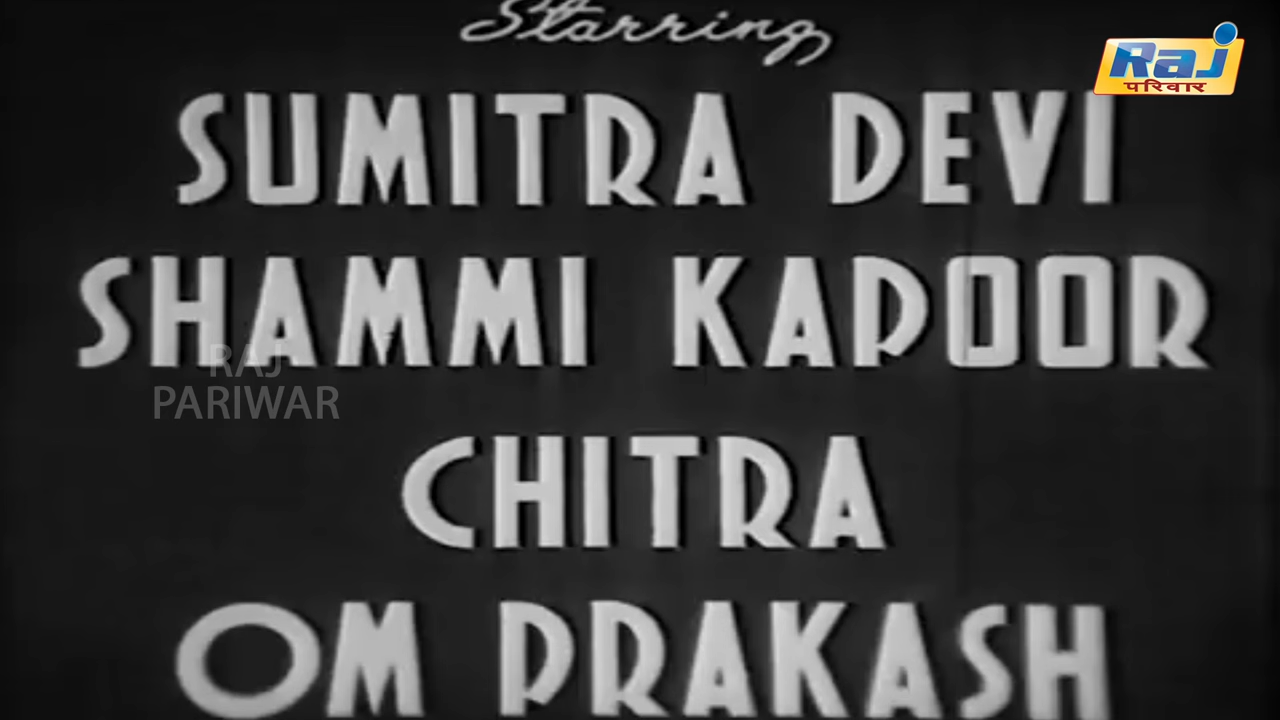 Starring
Raj
परिवार
SUMITRA DEVI
SHAMMI KAPOOR
RAJ
PARIWAR
CHITRA
OM PRAKASH